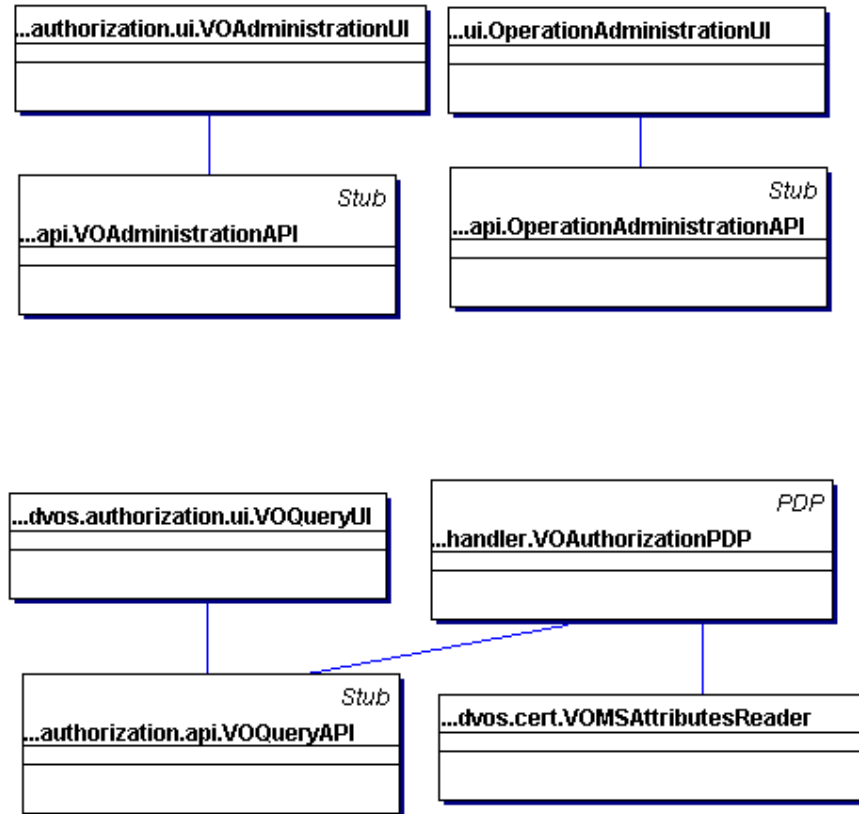 ...authorization.ui.VOAdministrationUI
...ui.OperationAdministrationUI
Stub
...api.VOAdministrationAPI
Stub
...api.OperationAdministrationAPI
...dvos.authorization.ui.VOQueryUI
PDP
...handler.VOAuthorizationPDP
Stub
...authorization.api.VOQueryAPI
...dvos.cert.VOMSAttributesReader